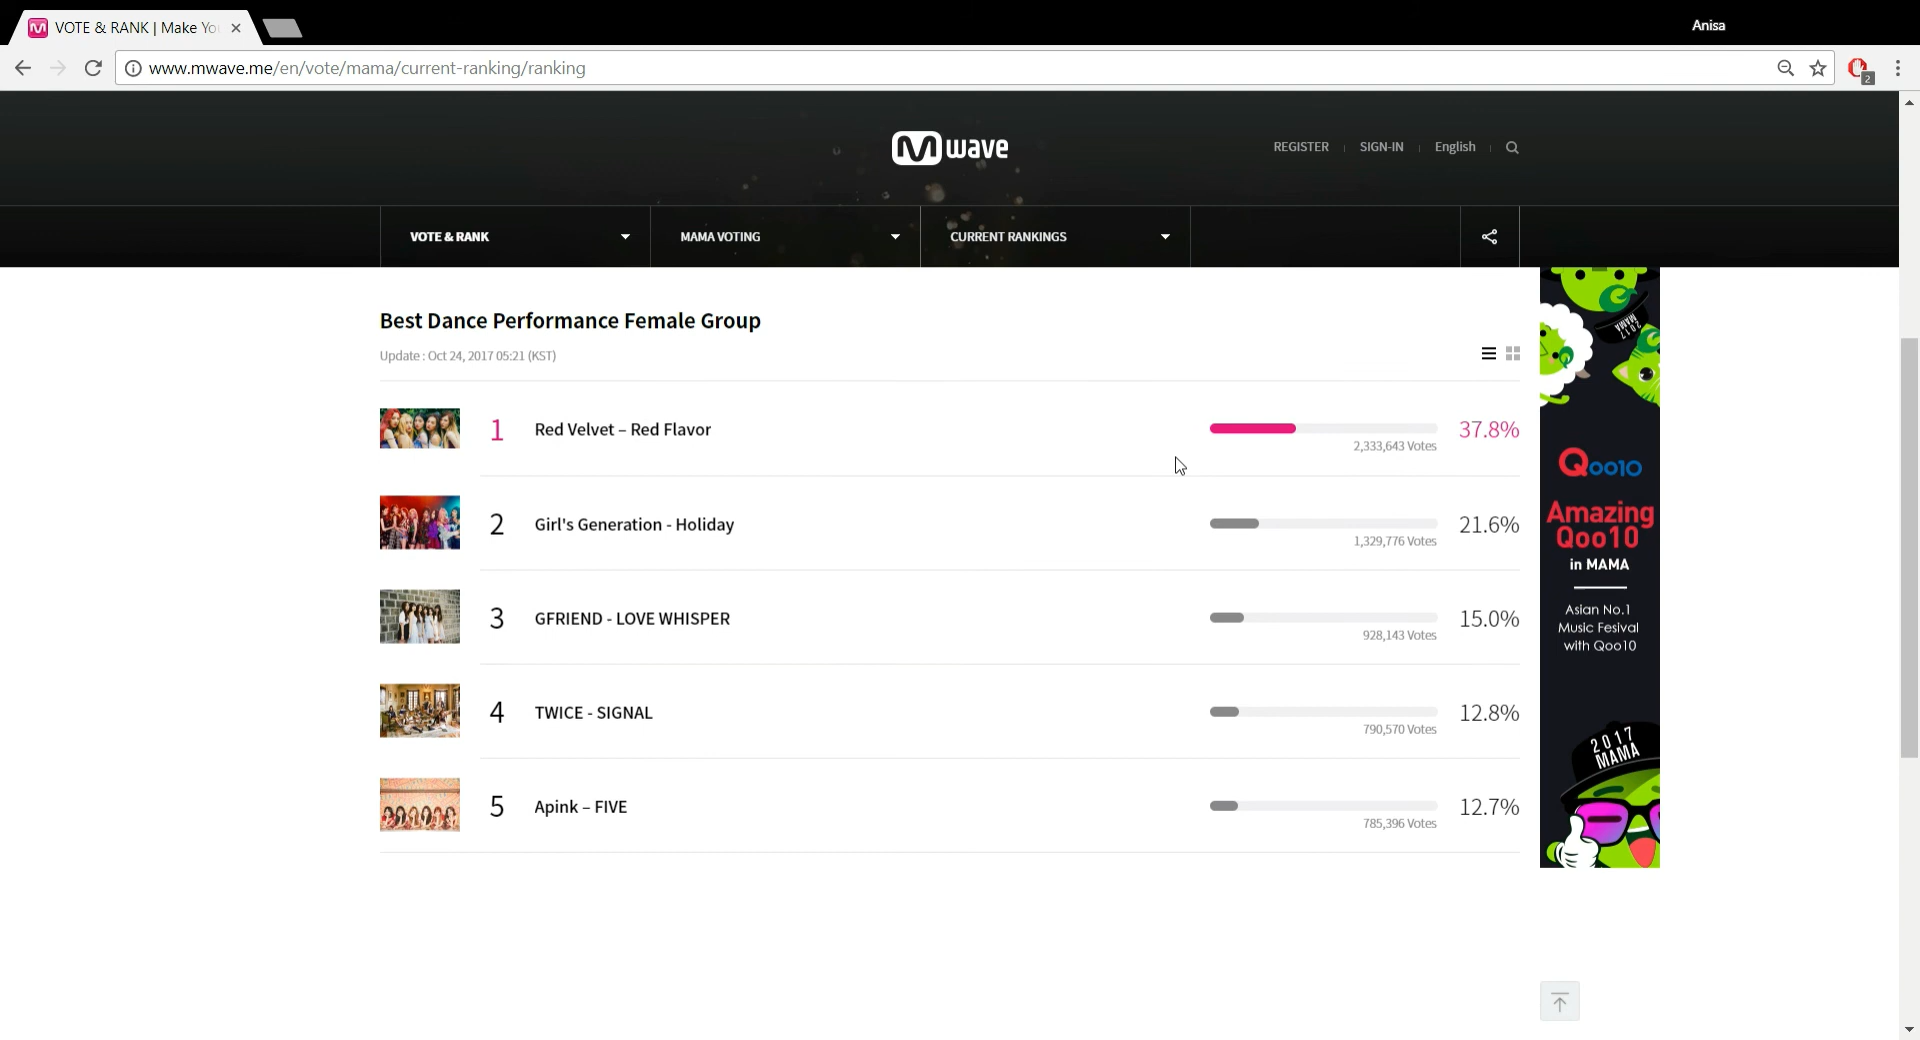 VOTE & RANK | Make Yo
Anisa
www.mwave.me/en/vote/mama/current-ranking/ranking
2
M wave
REGISTER SIGN-IN English
VOTE & RANK MAMA VOTING CURRENT RANKINGS
Best Dance Performance Female Group
Update : Oct 24, 2017 05:21 (KST)
1 Red Velvet – Red Flavor 37.8%
2,333,643 Votes
2 Girl's Generation - Holiday 21.6%
1,329,776 Votes
3 GFRIEND - LOVE WHISPER 15.0%
928,143 Votes
4 TWICE - SIGNAL 12.8%
790,570 Votes
5 Apink – FIVE 12.7%
785,396 Votes
MAMA
2017
Qoo10
Amazing
Qoo10
in MAMA
Asian No.1
Music Fesival
with Qoo10
2017
MAMA